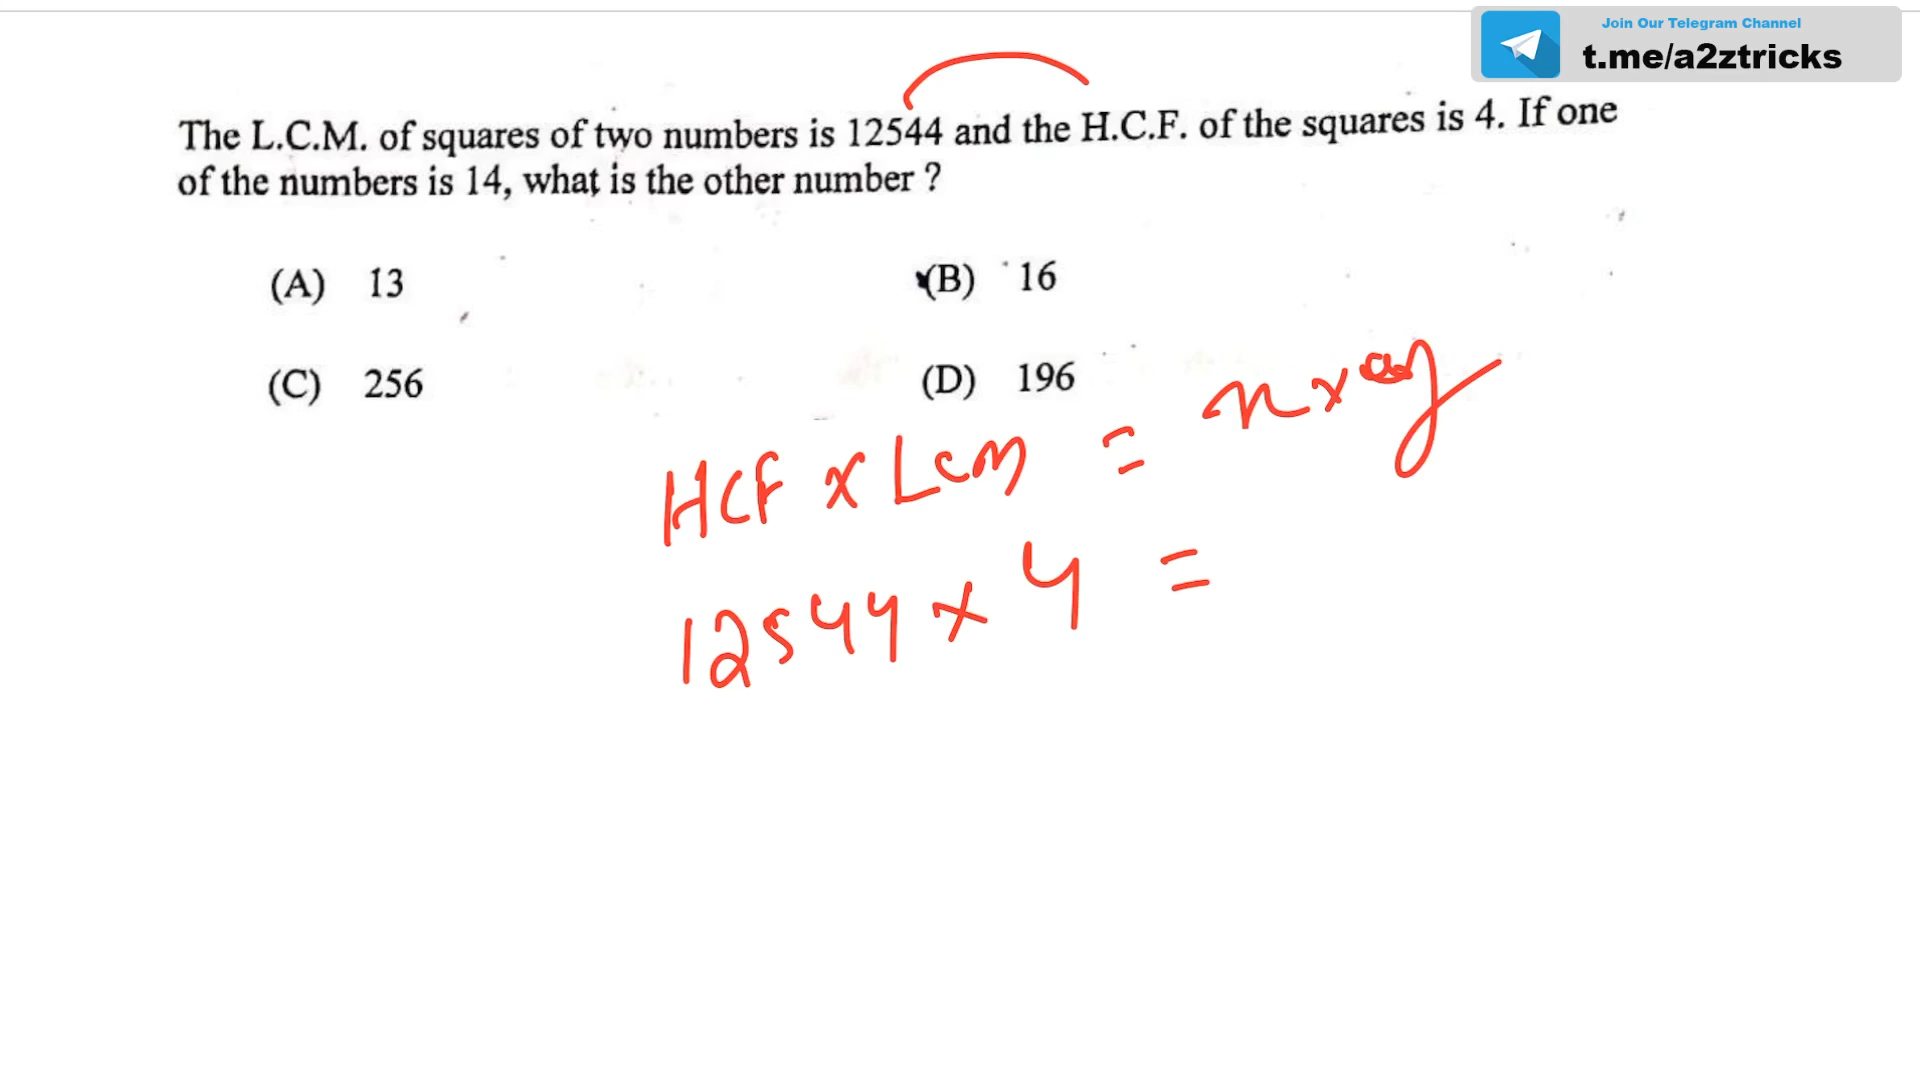 Join Our Telegram Channel
t.me/a2ztricks
The L.C.M. of squares of two numbers is 12544 and the H.C.F. of the squares is 4. If one
of the numbers is 14, what is the other number ?
(A) 13
(B) 16
(C) 256
(D) 196
HCF x LCM =
12544 x 4 =